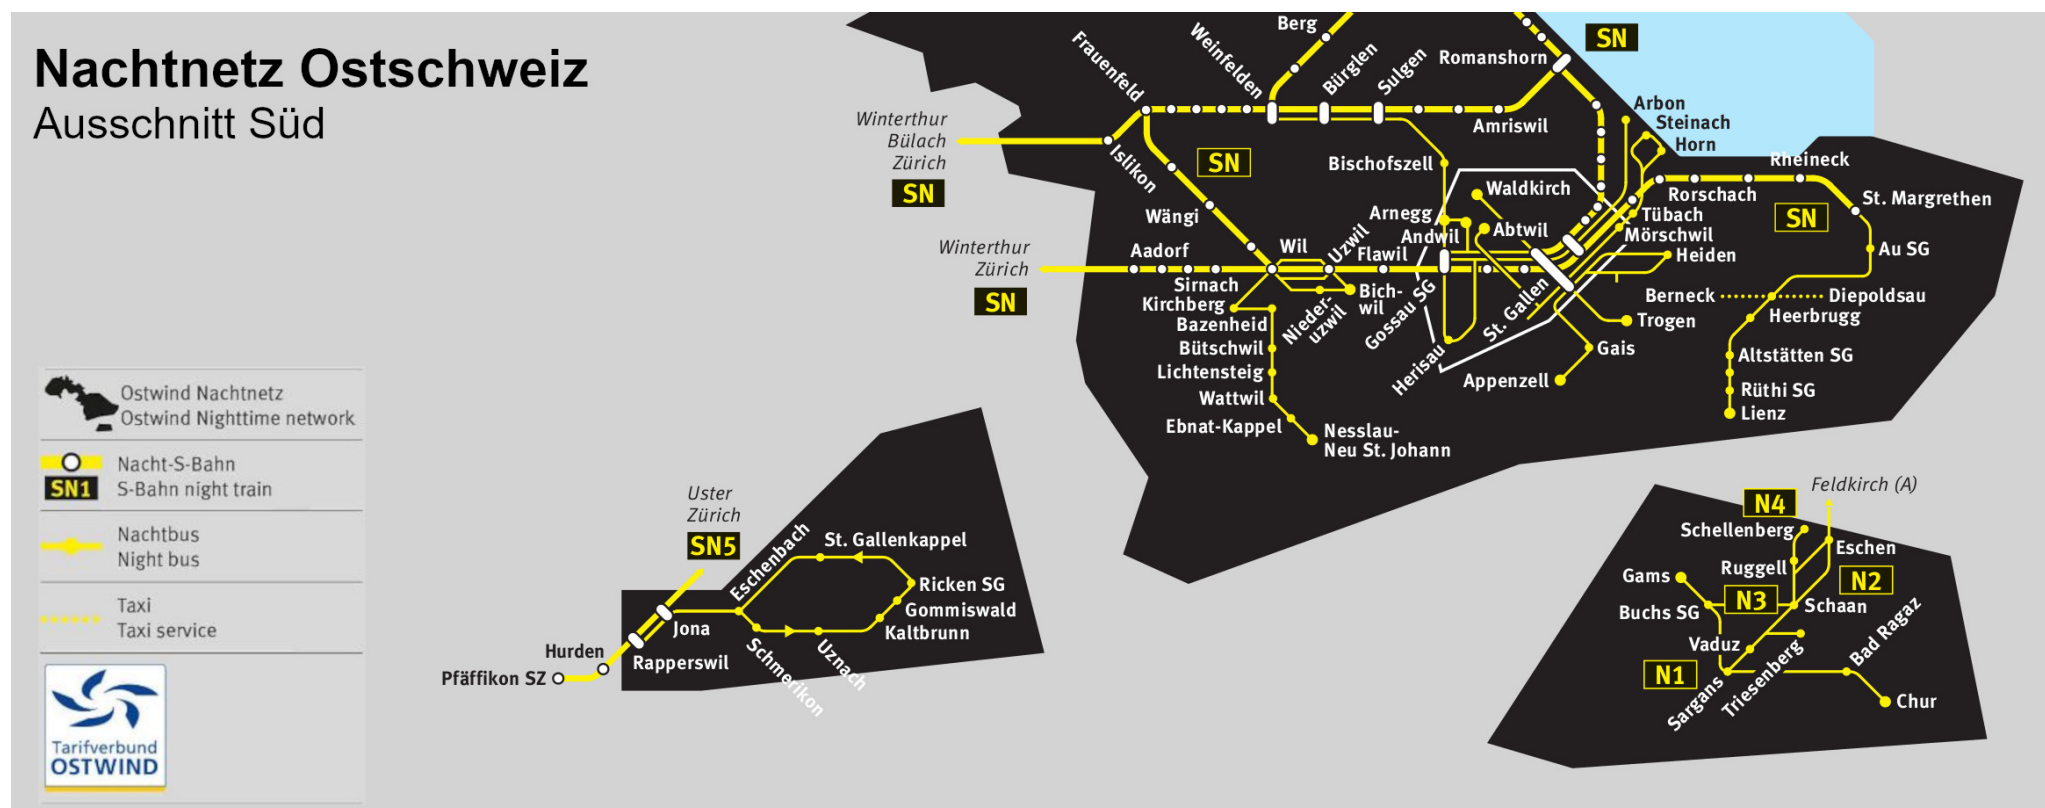 Nachtnetz Ostschweiz
Ausschnitt Süd
Berg
SN
Frauenfeld
Weinfelden
Bürglen
Sulgen
Romanshorn
Winterthur
Bülach
Zürich
SN
Islikon
SN
Amriswil
Arbon
Steinach
Horn
Bischofszell
Rheineck
Waldkirch
Rorschach
St. Margrethen
SN
Wängi
Arnegg
Andwil
Abtwil
Tübach
Mörschwil
Winterthur
Zürich
SN
Aadorf
Wil
Uzwil
Flawil
Heiden
Au SG
Sirnach
Kirchberg
Bazenheid
Bütschwil
Lichtensteig
Wattwil
Ebnat-Kappel
Nesslau-
Neu St. Johann
Nieder-
uzwil
Bich-
wil
Gossau SG
Herisau
St. Gallen
Berneck
Diepoldsau
Heerbrugg
Trogen
Gais
Appenzell
Altstätten SG
Rüthi SG
Lienz
Ostwind Nachtnetz
Ostwind Nighttime network
Nacht-S-Bahn
SN1
S-Bahn night train
Nachtbus
Night bus
Taxi
Taxi service
Tarifverbund
OSTWIND
Uster
Zürich
SN5
Eschenbach
St. Gallenkappel
Ricken SG
Gommiswald
Kaltbrunn
Jona
Rapperswil
Hurden
Pfäffikon SZ
Schmerikon
Uznach
Feldkirch (A)
N4
Schellenberg
Eschen
Ruggell
Gams
N2
N3
Buchs SG
Schaan
Vaduz
N1
Sargans
Triesenberg
Bad Ragaz
Chur